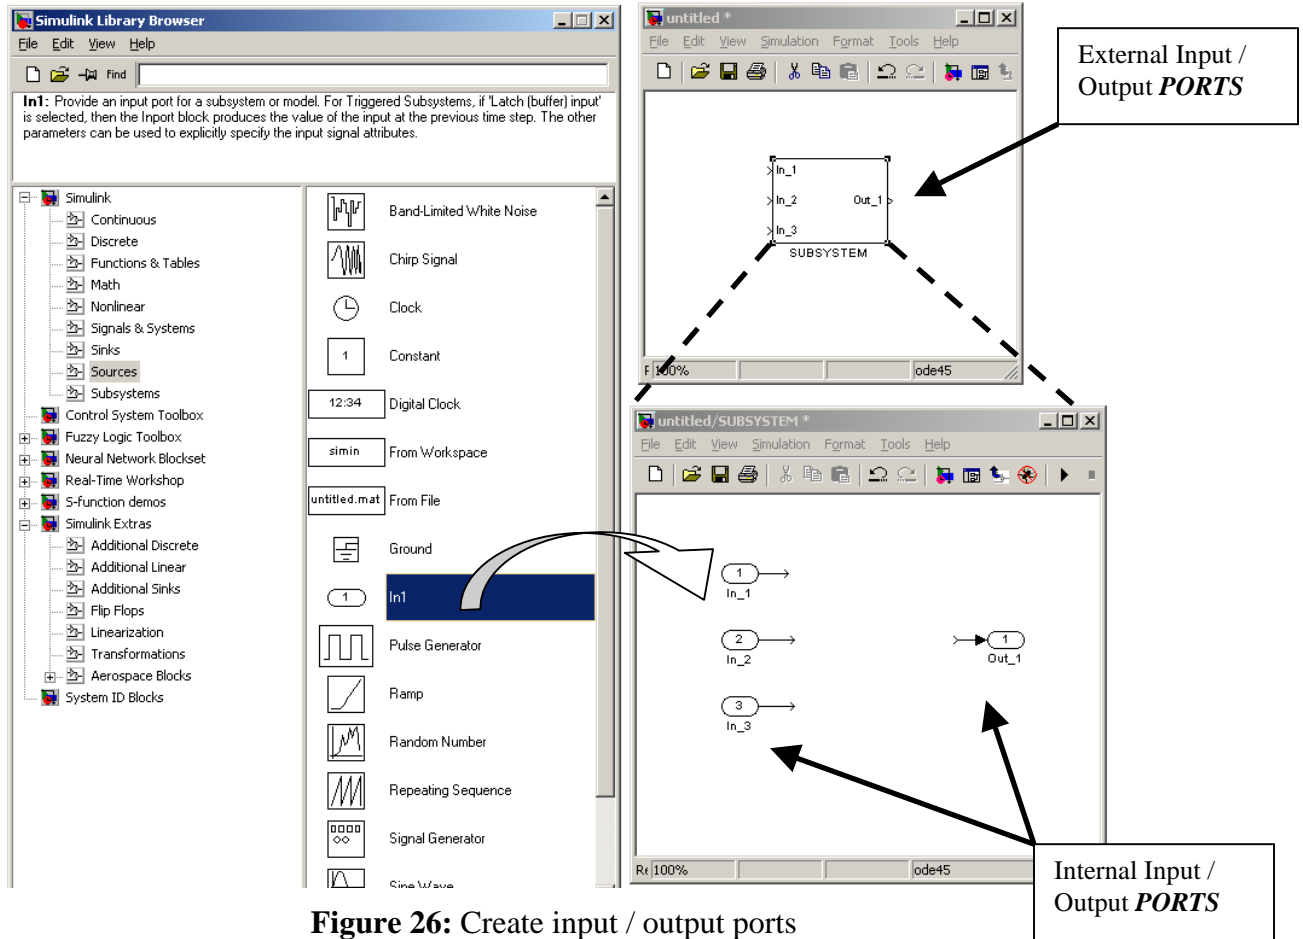 Simulink Library Browser
File Edit View Help
Find
In1: Provide an input port for a subsystem or model. For Triggered Subsystems, if 'Latch (buffer) input'
is selected, then the Inport block produces the value of the input at the previous time step. The other
parameters can be used to explicitly specify the input signal attributes.
Simulink
Continuous
Discrete
Functions & Tables
Math
Nonlinear
Signals & Systems
Sinks
Sources
Subsystems
Control System Toolbox
Fuzzy Logic Toolbox
Neural Network Blockset
Real-Time Workshop
S-function demos
Simulink Extras
Additional Discrete
Additional Linear
Additional Sinks
Flip Flops
Linearization
Transformations
Aerospace Blocks
System ID Blocks
Band-Limited White Noise
Chirp Signal
Clock
1 Constant
12:34 Digital Clock
simin From Workspace
untitled.mat From File
Ground
1 In1
Pulse Generator
Ramp
Random Number
Repeating Sequence
Signal Generator
Sine Wave
untitled *
File Edit View Simulation Format Tools Help
In_1
In_2 Out_1
In_3
SUBSYSTEM
F 100% ode45
External Input /
Output PORTS
untitled/SUBSYSTEM *
File Edit View Simulation Format Tools Help
1
In_1
2
In_2
1
Out_1
3
In_3
Re 100% ode45
Internal Input /
Output PORTS
Figure 26: Create input / output ports